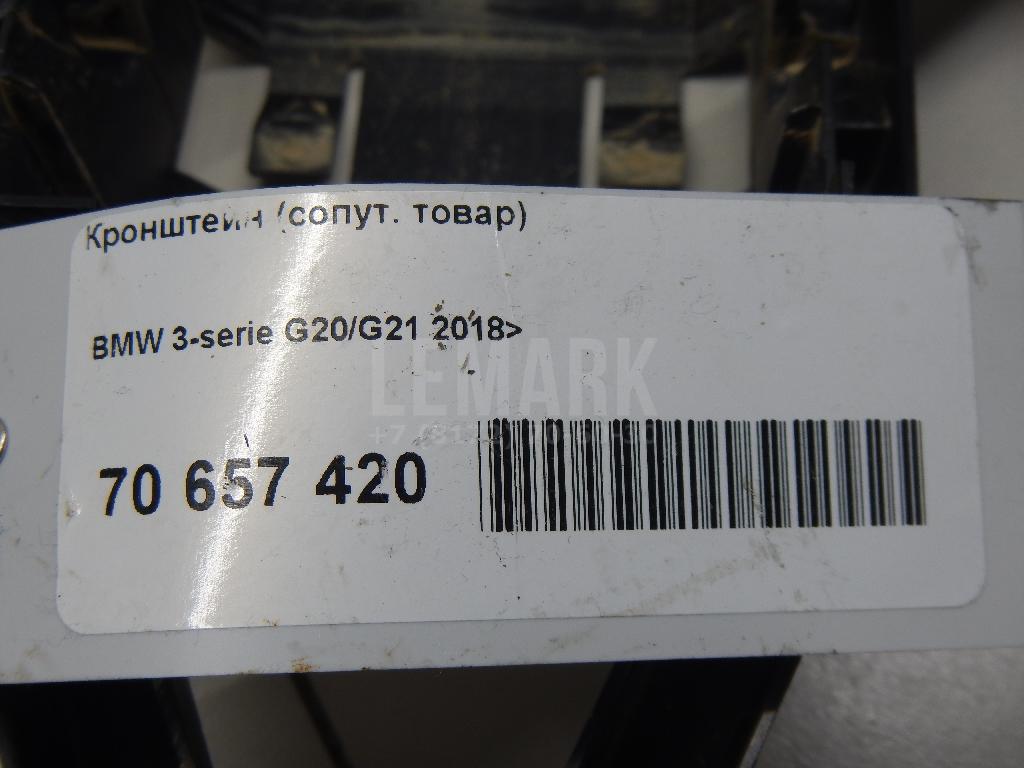 Кронштейн (сопут. товар)
BMW 3-serie G20/G21 2018>
LEMARK
70 657 420